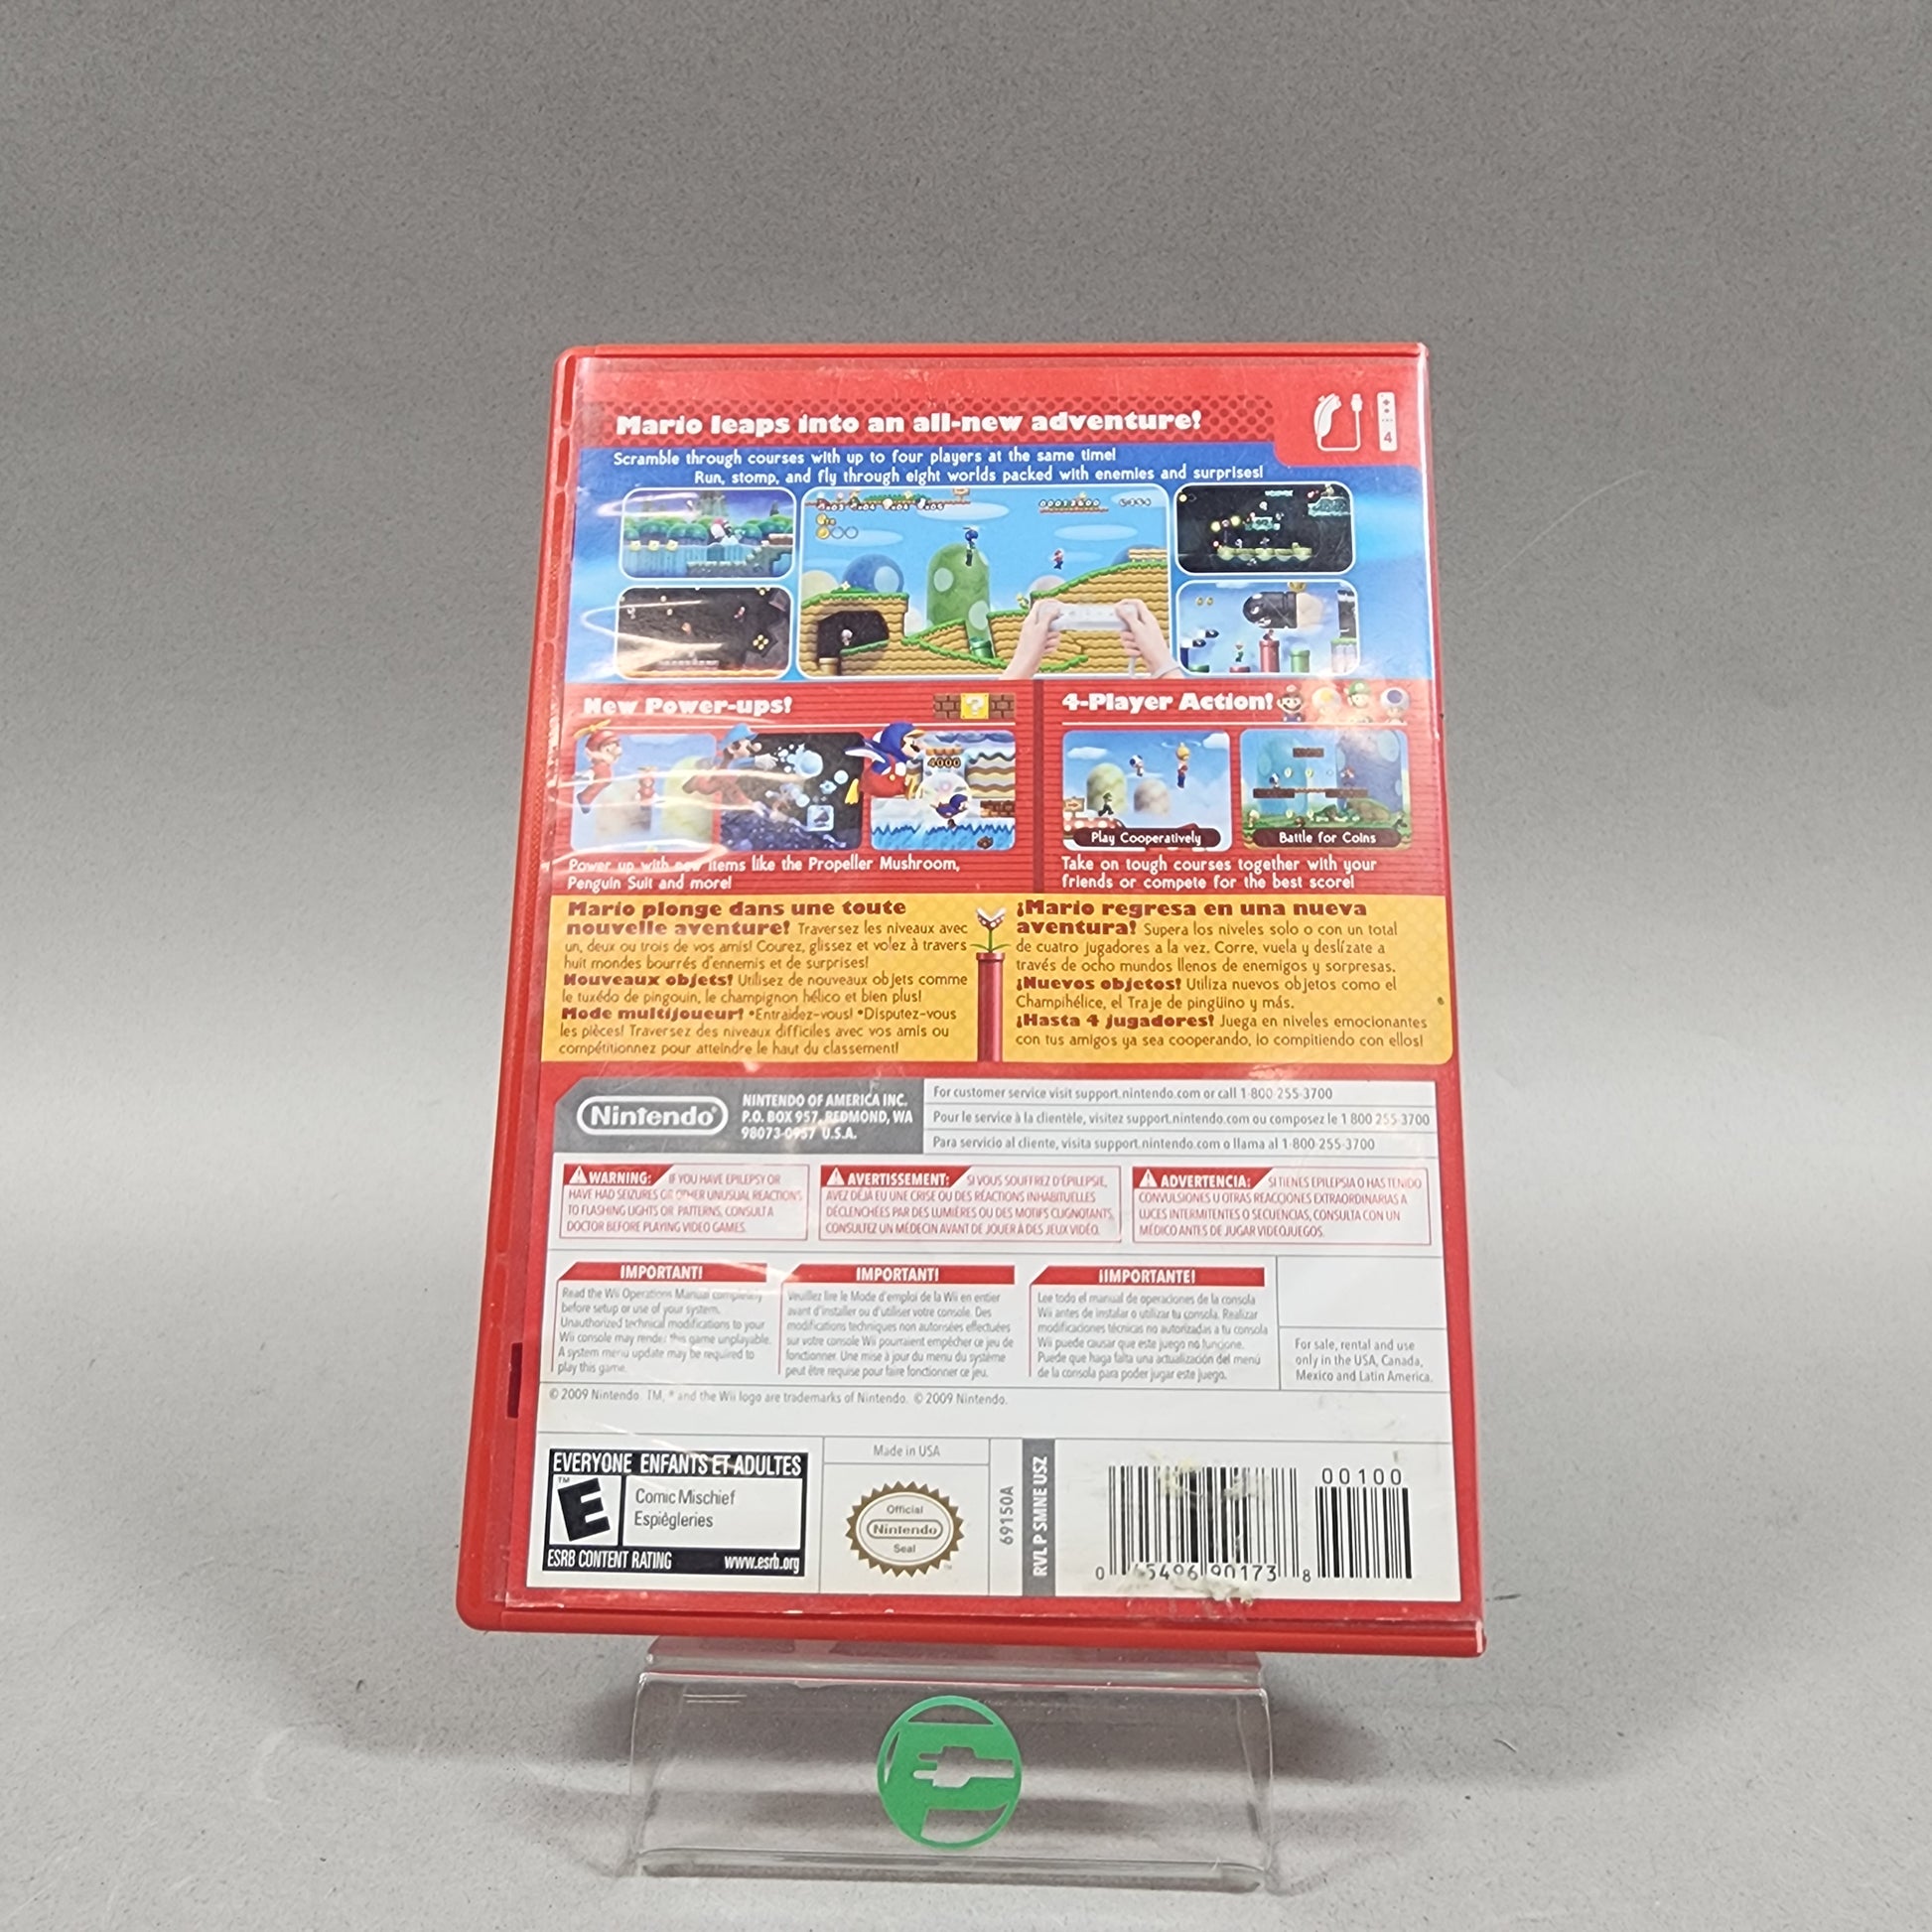 Mario leaps into an all-new adventure!
4
Scramble through courses with up to four players at the same time!
Run, stomp, and fly through eight worlds packed with enemies and surprises!
New Power-ups!
4-Player Action!
?
4000
Play Cooperatively
Battle for Coins
Power up with new items like the Propeller Mushroom,
Penguin Suit and more!
Take on tough courses together with your
friends or compete for the best score!
Mario plonge dans une toute
nouvelle aventure! Traversez les niveaux avec
un, deux ou trois de vos amis! Courez, glissez et volez à travers
huit mondes bourrés d'ennemis et de surprises!
Nouveaux objets! Utilisez de nouveaux objets comme
le tuxédo de pingouin, le champignon hélico et bien plus!
Mode multijoueur! •Entraidez-vous! •Disputez-vous
les pièces! Traversez des niveaux difficiles avec vos amis ou
compétitionnez pour atteindre le haut du classement!
¡Mario regresa en una nueva
aventura! Supera los niveles solo o con un total
de cuatro jugadores a la vez. Corre, vuela y deslízate a
través de ocho mundos llenos de enemigos y sorpresas.
¡Nuevos objetos! Utiliza nuevos objetos como el
Champihélice, el Traje de pingüino y más.
¡Hasta 4 jugadores! Juega en niveles emocionantes
con tus amigos ya sea cooperando, ¡o compitiendo con ellos!
Nintendo®
NINTENDO OF AMERICA INC.
P.O. BOX 957, REDMOND, WA
98073-0957 U.S.A.
For customer service visit support.nintendo.com or call 1-800-255-3700
Pour le service à la clientèle, visitez support.nintendo.com ou composez le 1 800 255-3700
Para servicio al cliente, visita support.nintendo.com o llama al 1-800-255-3700
WARNING: IF YOU HAVE EPILEPSY OR
HAVE HAD SEIZURES OR OTHER UNUSUAL REACTIONS
TO FLASHING LIGHTS OR PATTERNS, CONSULT A
DOCTOR BEFORE PLAYING VIDEO GAMES.
AVERTISSEMENT: SI VOUS SOUFFREZ D'ÉPILEPSIE,
AVEZ DÉJÀ EU UNE CRISE OU DES RÉACTIONS INHABITUELLES
DÉCLENCHÉES PAR DES LUMIÈRES OU DES MOTIFS CLIGNOTANTS,
CONSULTEZ UN MÉDECIN AVANT DE JOUER À DES JEUX VIDÉO.
ADVERTENCIA: SI TIENES EPILEPSIA O HAS TENIDO
CONVULSIONES U OTRAS REACCIONES EXTRAORDINARIAS A
LUCES INTERMITENTES O SECUENCIAS, CONSULTA CON UN
MÉDICO ANTES DE JUGAR VIDEOJUEGOS.
IMPORTANT!
Read the Wii Operations Manual completely
before setup or use of your system.
Unauthorized technical modifications to your
Wii console may render this game unplayable.
A system menu update may be required to
play this game.
IMPORTANT!
Veuillez lire le Mode d'emploi de la Wii en entier
avant d'installer ou d'utiliser votre console. Des
modifications techniques non autorisées effectuées
sur votre console Wii pourraient empêcher ce jeu de
fonctionner. Une mise à jour du menu du système
peut être requise pour faire fonctionner ce jeu.
¡IMPORTANTE!
Lee todo el manual de operaciones de la consola
Wii antes de instalar o utilizar tu consola. Realizar
modificaciones técnicas no autorizadas a tu consola
Wii puede causar que este juego no funcione.
Puede que haga falta una actualización del menú
de la consola para poder jugar este juego.
For sale, rental and use
only in the USA, Canada,
Mexico and Latin America.
© 2009 Nintendo. TM, ® and the Wii logo are trademarks of Nintendo. © 2009 Nintendo.
EVERYONE ENFANTS ET ADULTES
E
Comic Mischief
Espiègleries
ESRB CONTENT RATING www.esrb.org
Made in USA
Official
Nintendo
Seal
69150A
RVL P SMNE USZ
00100
0 45496 90173 8